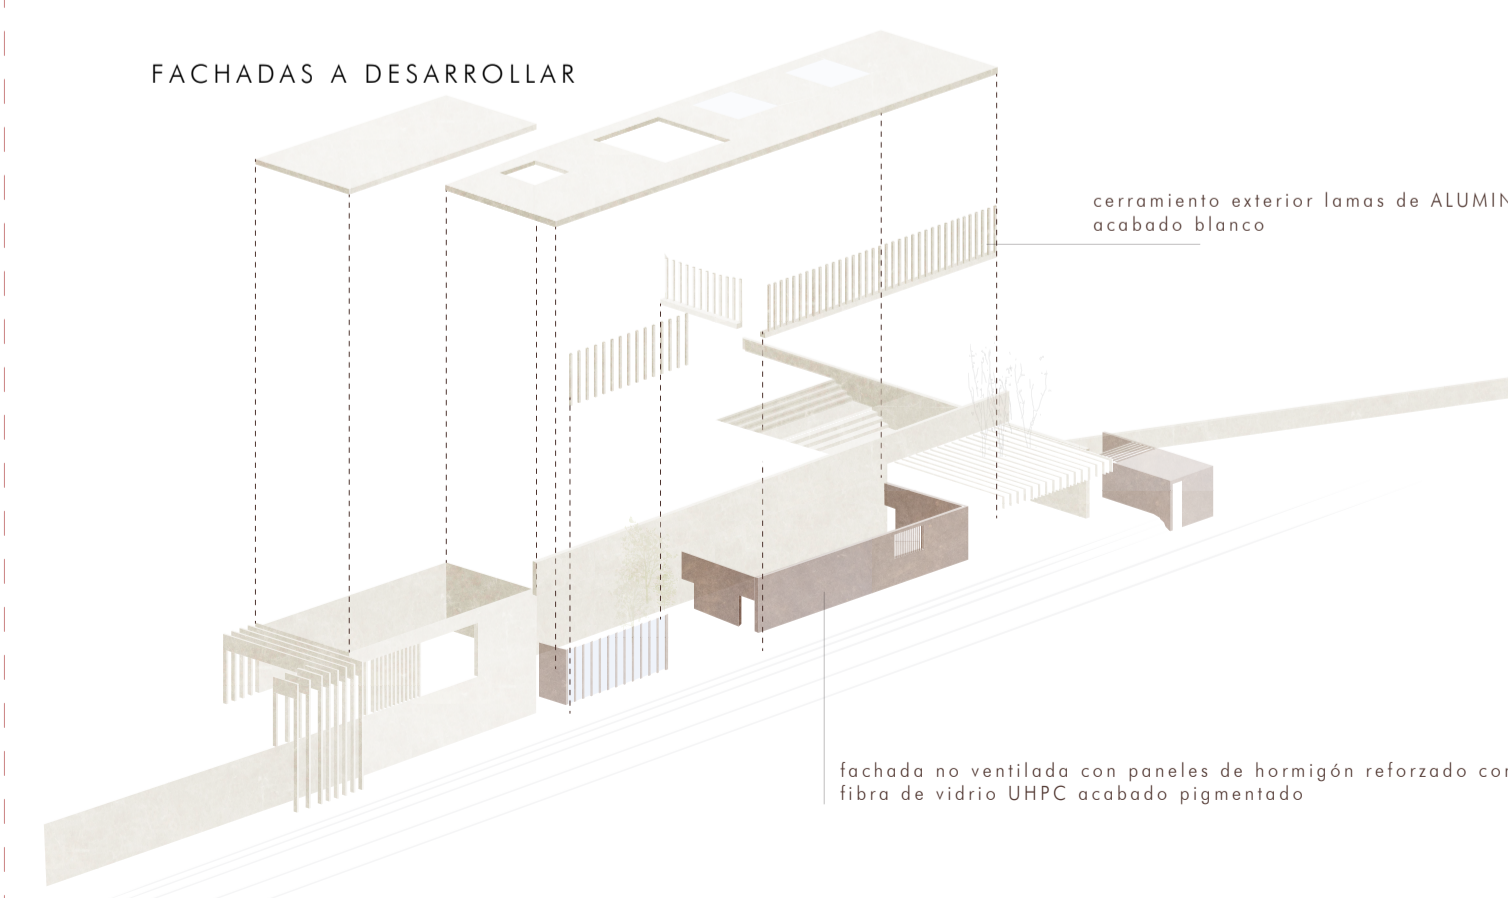 FACHADAS A DESARROLLAR
cerramiento exterior lamas de ALUMIN
acabado blanco
fachada no ventilada con paneles de hormigón reforzado con
fibra de vidrio UHPC acabado pigmentado